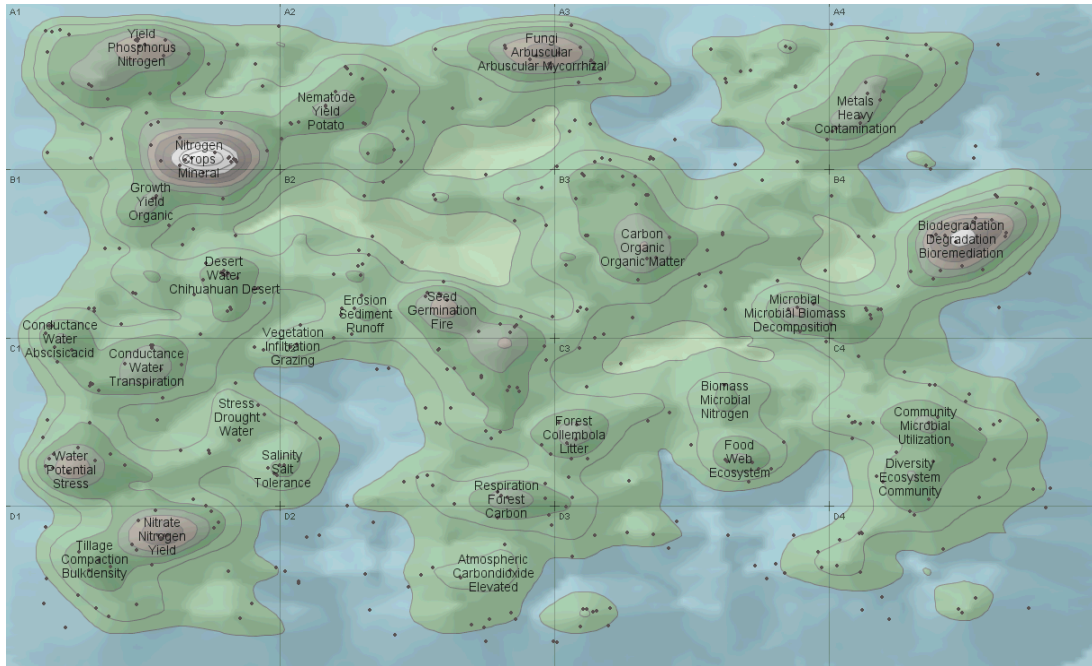 A1
A2
A3
A4
Yield
Phosphorus
Nitrogen
Fungi
Arbuscular
Arbuscular Mycorrhizal
Nematode
Yield
Potato
Metals
Heavy
Contamination
Nitrogen
Crops
Mineral
B1
B2
B3
B4
Growth
Yield
Organic
Carbon
Organic
Organic Matter
Biodegradation
Degradation
Bioremediation
Desert
Water
Chihuahuan Desert
Erosion
Sediment
Runoff
Seed
Germination
Fire
Microbial
Microbial Biomass
Decomposition
Conductance
Water
Abscisicacid
Vegetation
Infiltration
Grazing
C1
C2
C3
C4
Conductance
Water
Transpiration
Stress
Drought
Water
Biomass
Microbial
Nitrogen
Forest
Collembola
Litter
Community
Microbial
Utilization
Water
Potential
Stress
Salinity
Salt
Tolerance
Food
Web
Ecosystem
Diversity
Ecosystem
Community
Respiration
Forest
Carbon
D1
D2
D3
D4
Nitrate
Nitrogen
Yield
Tillage
Compaction
Bulkdensity
Atmospheric
Carbondioxide
Elevated